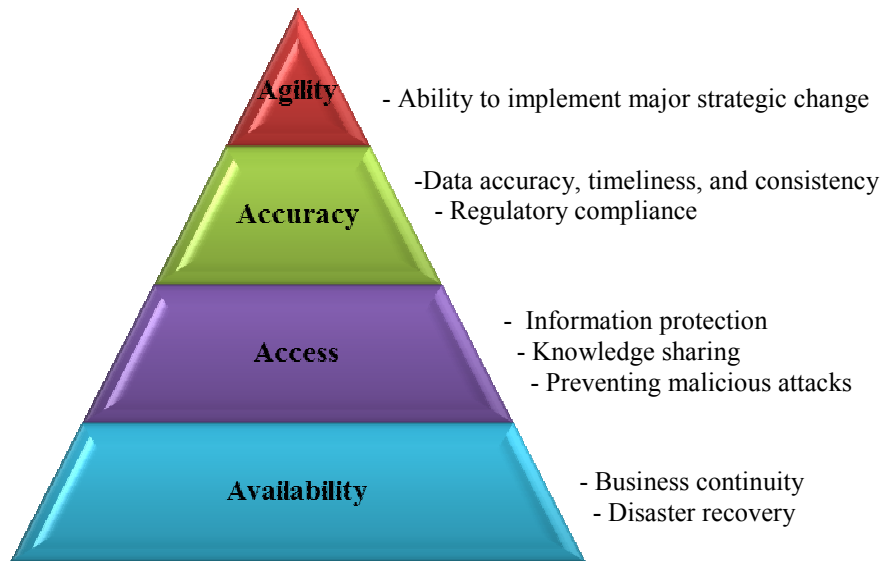 Agility
- Ability to implement major strategic change
-Data accuracy, timeliness, and consistency
- Regulatory compliance
Accuracy
- Information protection
- Knowledge sharing
- Preventing malicious attacks
Access
- Business continuity
- Disaster recovery
Availability